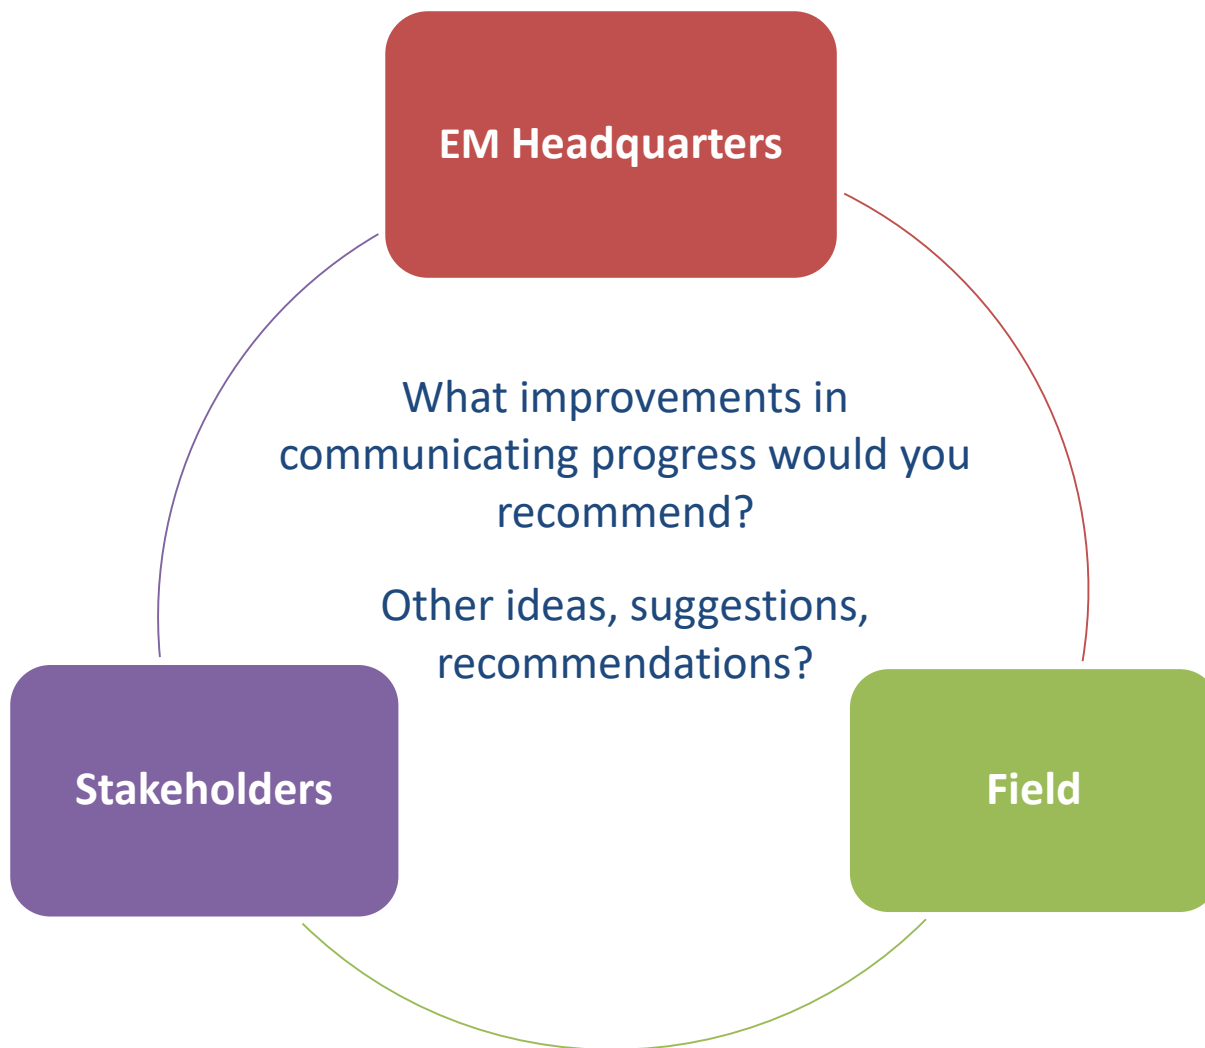 EM Headquarters
What improvements in
communicating progress would you
recommend?
Other ideas, suggestions,
recommendations?
Stakeholders
Field